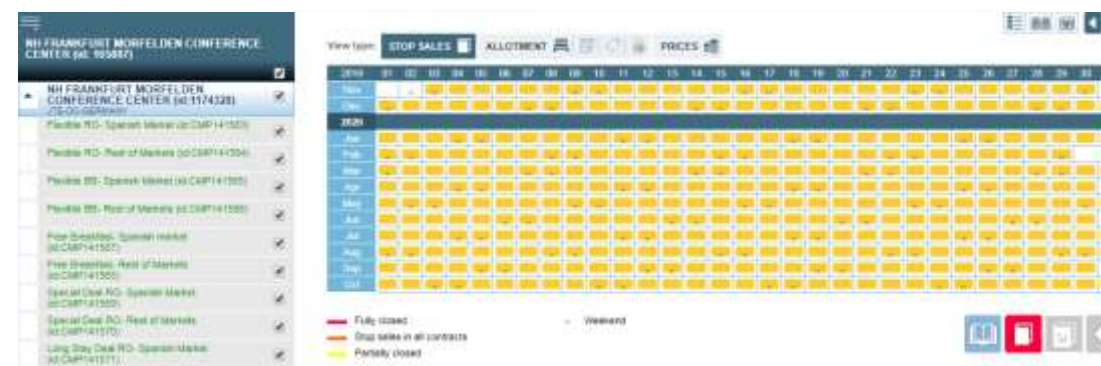 NH FRANKFURT MORFELDEN CONFERENCE
CENTER (id: 165887)
NH FRANKFURT MORFELDEN
CONFERENCE CENTER (id:1174328)
GERMANY
Flexible RO- Spanish Market (id:CMP141563)
Flexible RO- Rest of Markets (id:CMP141564)
Flexible BB- Spanish Market (id:CMP141565)
Flexible BB- Rest of Markets (id:CMP141566)
Free Breakfast- Spanish market
(id:CMP141567)
Free Breakfast- Rest of Markets
(id:CMP141568)
Special Deal RO- Spanish Market
(id:CMP141569)
Special Deal RO- Rest of Markets
(id:CMP141570)
Long Stay Deal RO- Spanish Market
(id:CMP141571)
View type: STOP SALES ALLOTMENT PRICES
2019 01 02 03 04 05 06 07 08 09 10 11 12 13 14 15 16 17 18 19 20 21 22 23 24 25 26 27 28 29 30
Nov
Dec
2020
Jan
Feb
Mar
Apr
May
Jun
Jul
Aug
Sep
Oct
Fully closed
Weekend
Stop sales in all contracts
Partially closed